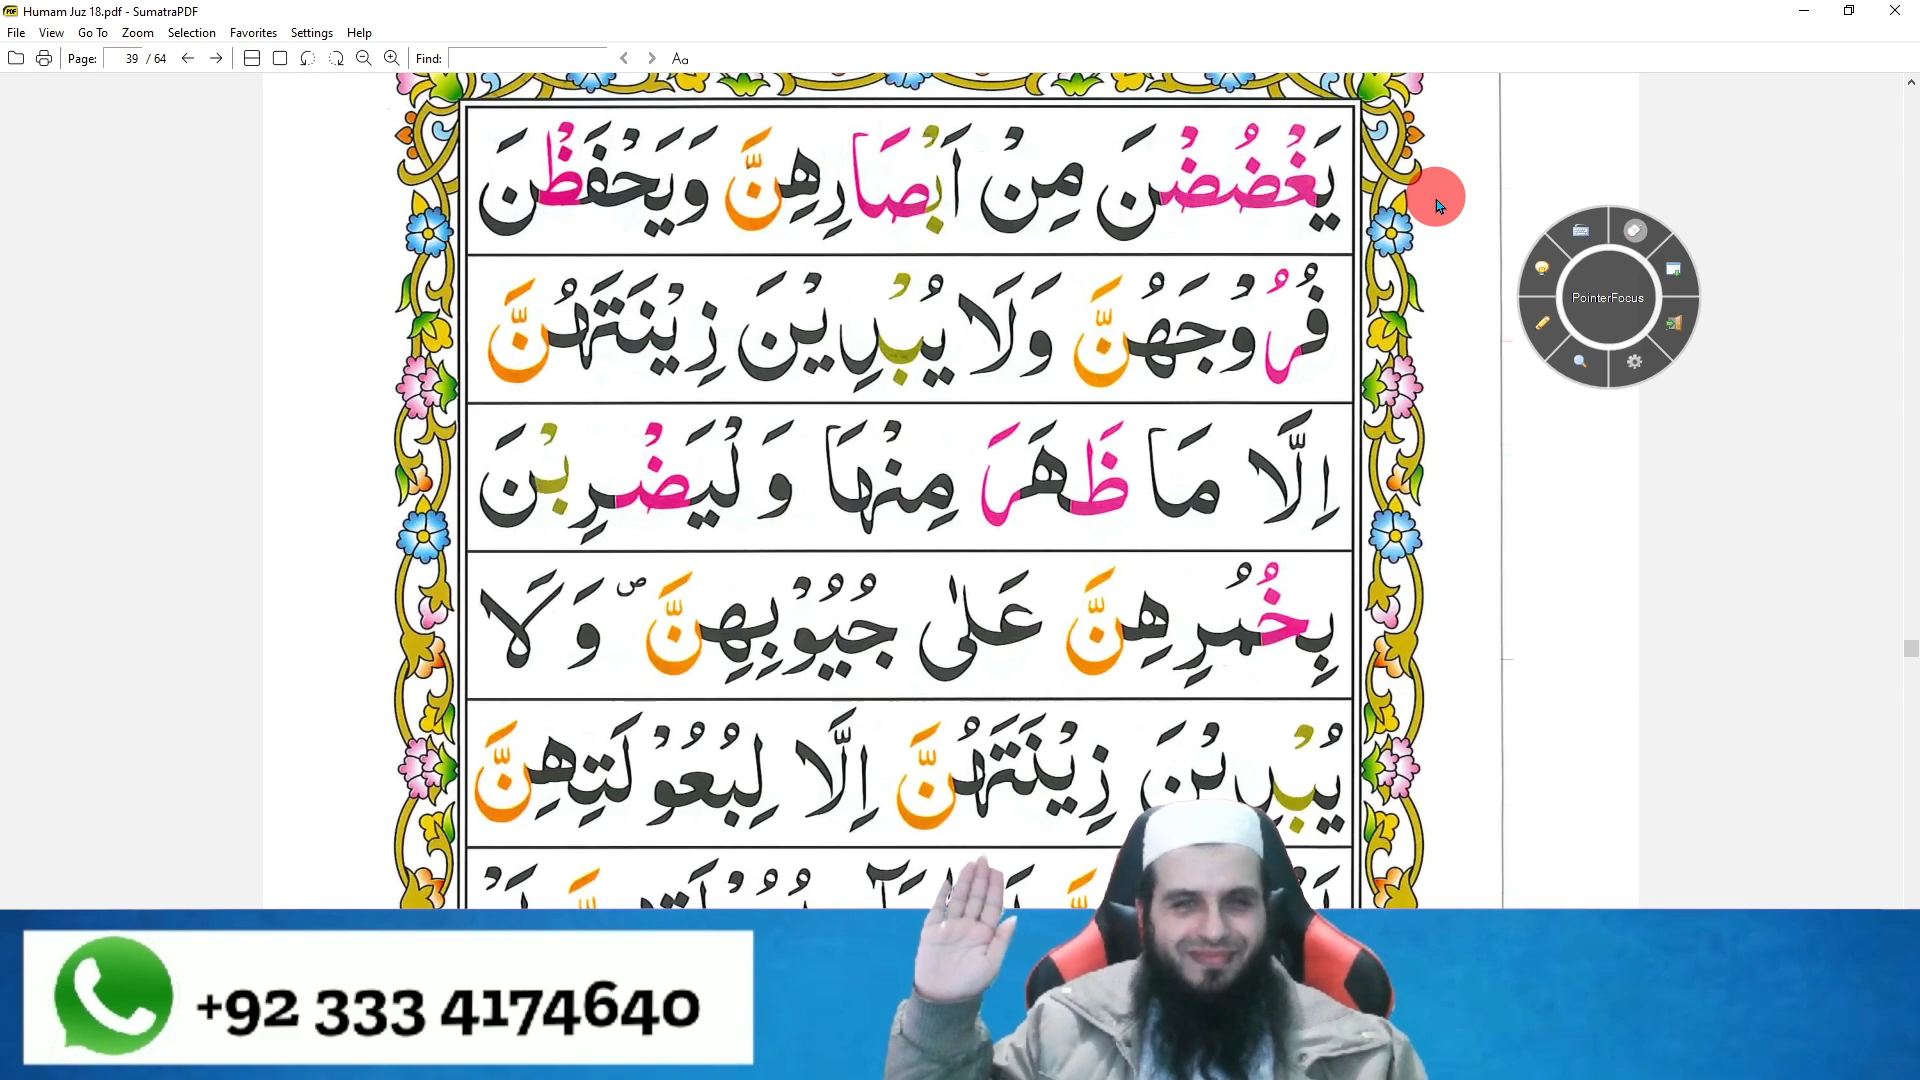 Humam Juz 18.pdf - SumatraPDF
File View Go To Zoom Selection Favorites Settings Help
Page: 39 / 64 Find: Aa
يَغْضُضْنَ مِنْ اَبْصَارِهِنَّ وَيَحْفَظْنَ
فُرُوْجَهُنَّ وَلَا يُبْدِيْنَ زِيْنَتَهُنَّ
اِلَّا مَا ظَهَرَ مِنْهَا وَلْيَضْرِبْنَ
بِخُمُرِهِنَّ عَلٰى جُيُوْبِهِنَّ ۪ وَلَا
يُبْدِيْنَ زِيْنَتَهُنَّ اِلَّا لِبُعُوْلَتِهِنَّ
PointerFocus
+92 333 4174640